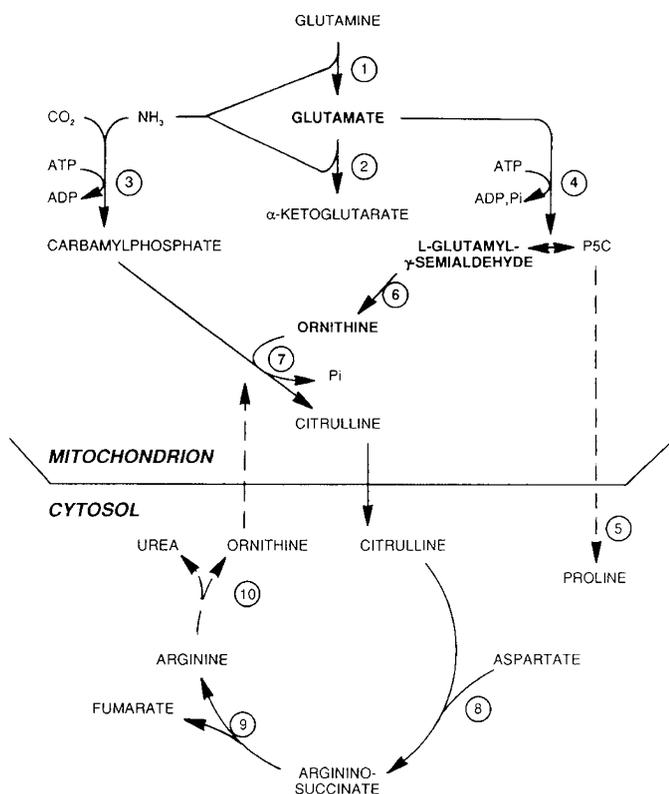 GLUTAMINE
1
CO₂
NH₃
GLUTAMATE
2
ATP
3
ADP
ATP
4
ADP,Pi
α-KETOGLUTARATE
CARBAMYLPHOSPHATE
L-GLUTAMYL-
γ-SEMIALDEHYDE
P5C
6
ORNITHINE
7
Pi
CITRULLINE
MITOCHONDRION
CYTOSOL
5
UREA
ORNITHINE
CITRULLINE
PROLINE
10
ARGININE
ASPARTATE
FUMARATE
9
8
ARGININO-
SUCCINATE